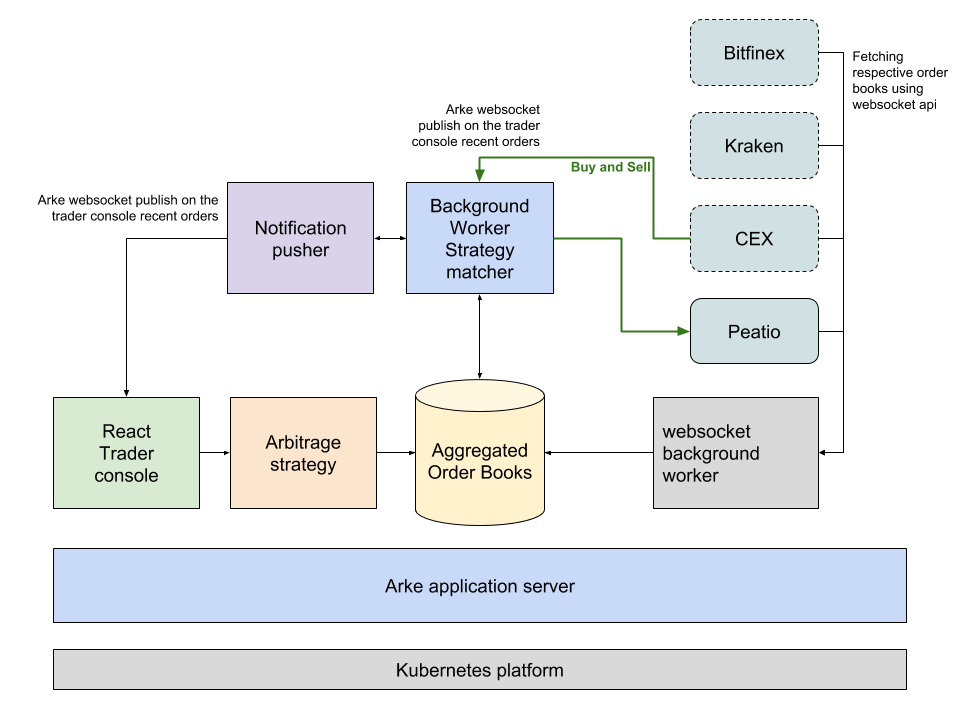 Bitfinex
Fetching
respective order
books using
websocket api
Arke websocket
publish on the trader
console recent orders
Kraken
Buy and Sell
Arke websocket publish on the
trader console recent orders
Notification
pusher
Background
Worker
Strategy
matcher
CEX
Peatio
React
Trader
console
Arbitrage
strategy
Aggregated
Order Books
websocket
background
worker
Arke application server
Kubernetes platform